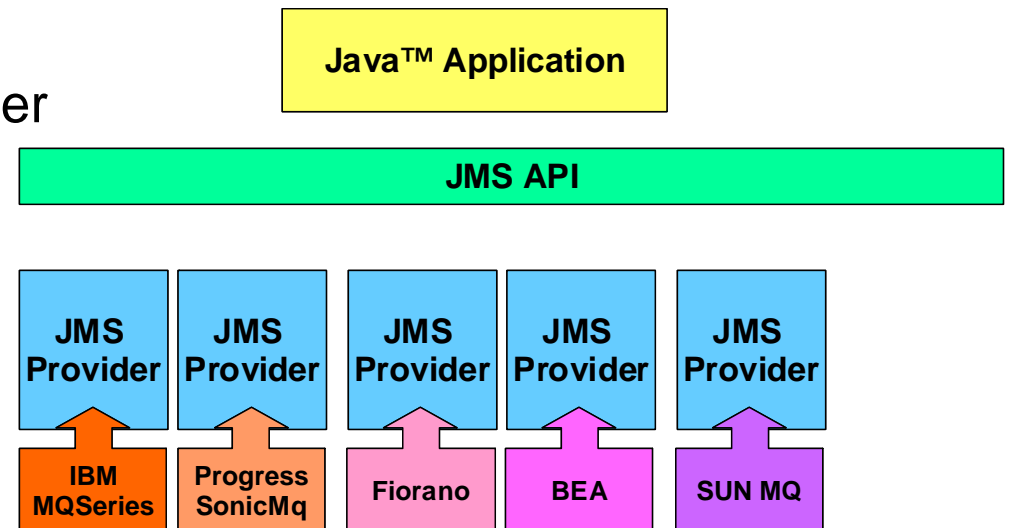 Java™ Application
er
JMS API
JMS
Provider
JMS
Provider
JMS
Provider
JMS
Provider
JMS
Provider
IBM
MQSeries
Progress
SonicMq
Fiorano
BEA
SUN MQ